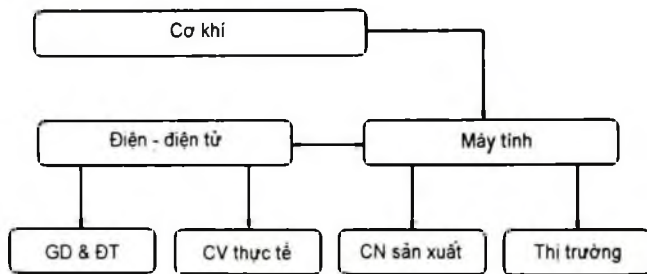 Cơ khí
Điện - điện tử
Máy tính
GD & ĐT
CV thực tế
CN sản xuất
Thị trường